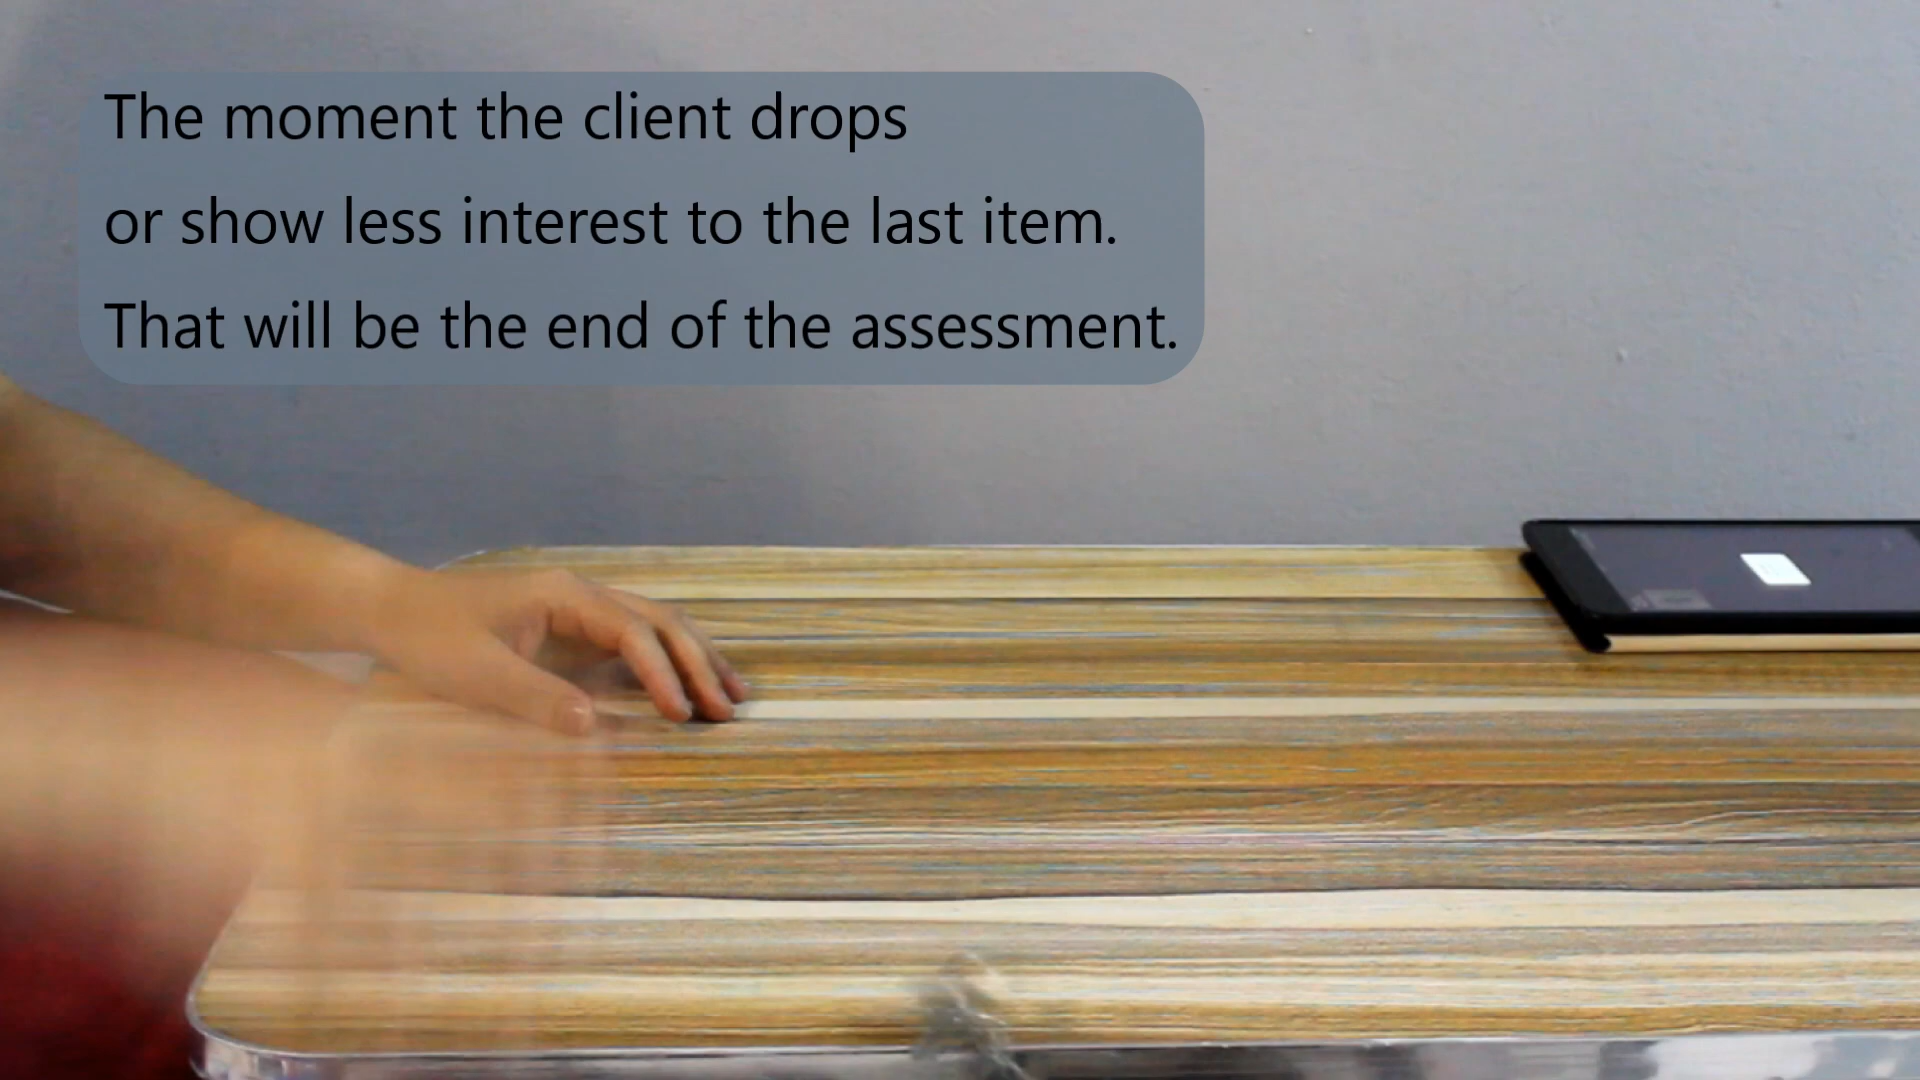 The moment the client drops
or show less interest to the last item.
That will be the end of the assessment.